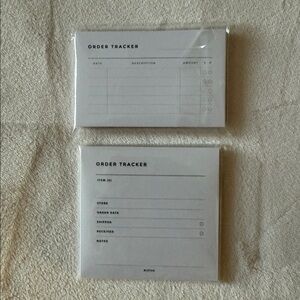 ORDER TRACKER
DATE DESCRIPTION AMOUNT
ORDER TRACKER
ITEM (S)
STORE
ORDER DATE
SHIPPED
RECEIVED
NOTES